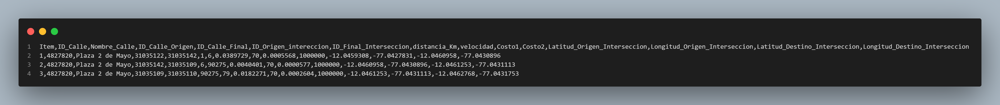 1 Item,ID_Calle,Nombre_Calle,ID_Calle_Origen,ID_Calle_Final,ID_Origen_intereccion,ID_Final_Interseccion,distancia_Km,velocidad,Costo1,Costo2,Latitud_Origen_Interseccion,Longitud_Origen_Interseccion,Latitud_Destino_Interseccion,Longitud_Destino_Interseccion
2 1,4827820,Plaza 2 de Mayo,31035122,31035142,1,6,0.0389729,70,0.0005568,1000000,-12.0459308,-77.0427831,-12.0460958,-77.0430896
3 2,4827820,Plaza 2 de Mayo,31035142,31035109,6,90275,0.0040401,70,0.0000577,1000000,-12.0460958,-77.0430896,-12.0461253,-77.0431113
4 3,4827820,Plaza 2 de Mayo,31035109,31035110,90275,79,0.0182271,70,0.0002604,1000000,-12.0461253,-77.0431113,-12.0462768,-77.0431753